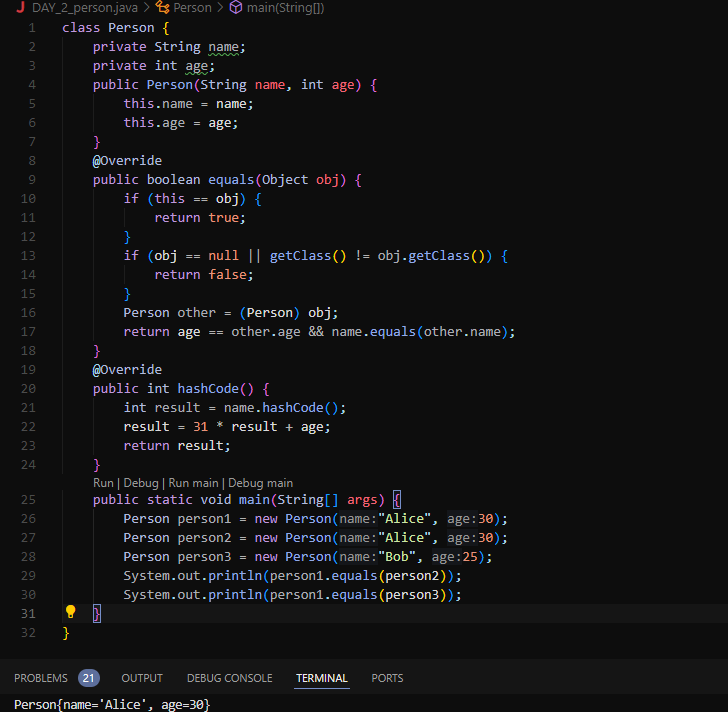 DAY_2_person.java > Person > main(String[])
1 class Person {
2 private String name;
3 private int age;
4 public Person(String name, int age) {
5 this.name = name;
6 this.age = age;
7 }
8 @Override
9 public boolean equals(Object obj) {
10 if (this == obj) {
11 return true;
12 }
13 if (obj == null || getClass() != obj.getClass()) {
14 return false;
15 }
16 Person other = (Person) obj;
17 return age == other.age && name.equals(other.name);
18 }
19 @Override
20 public int hashCode() {
21 int result = name.hashCode();
22 result = 31 * result + age;
23 return result;
24 }
Run | Debug | Run main | Debug main
25 public static void main(String[] args) {
26 Person person1 = new Person(name:"Alice", age:30);
27 Person person2 = new Person(name:"Alice", age:30);
28 Person person3 = new Person(name:"Bob", age:25);
29 System.out.println(person1.equals(person2));
30 System.out.println(person1.equals(person3));
31 }
32 }
PROBLEMS 21 OUTPUT DEBUG CONSOLE TERMINAL PORTS
Person{name='Alice', age=30}